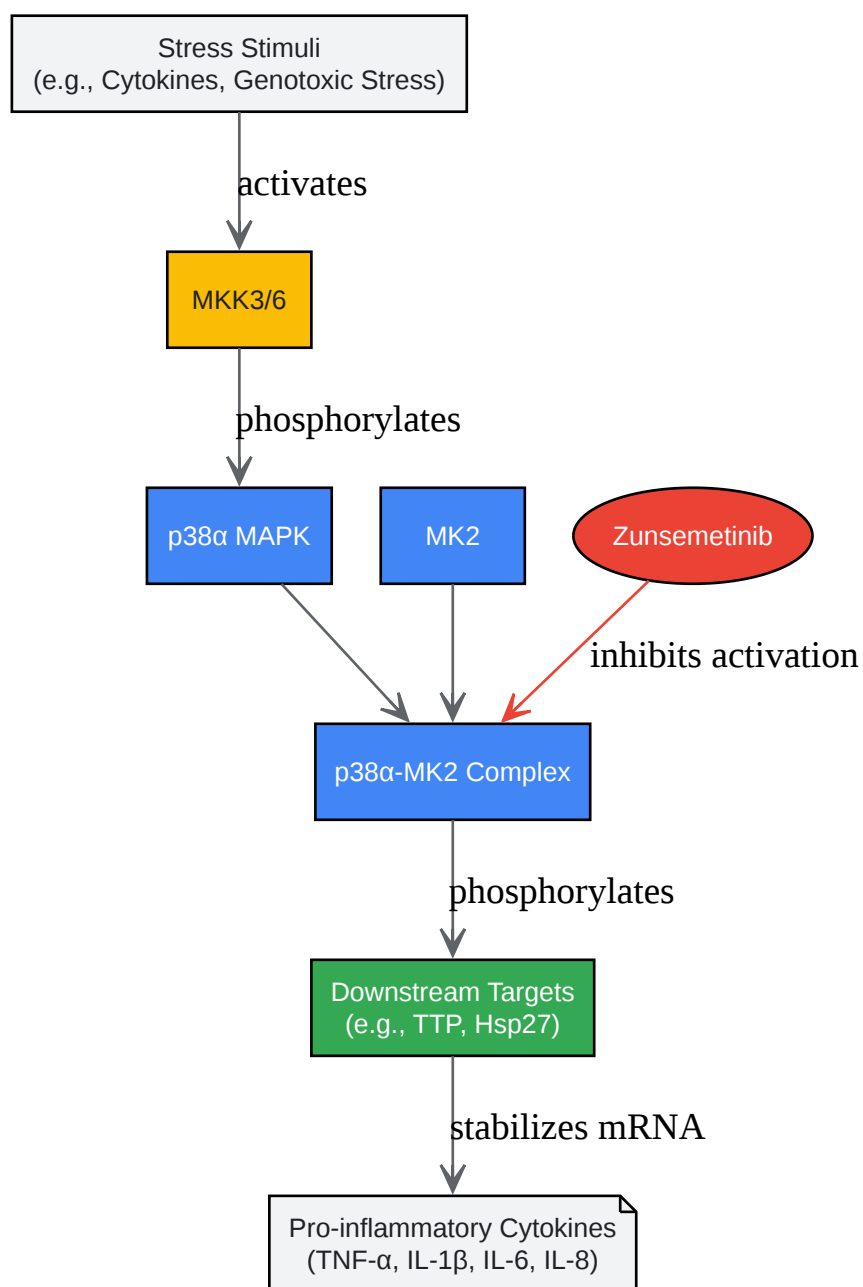 Stress Stimuli
(e.g., Cytokines, Genotoxic Stress)
activates
MKK3/6
phosphorylates
p38α MAPK
MK2
Zunsemetinib
inhibits activation
p38α-MK2 Complex
phosphorylates
Downstream Targets
(e.g., TTP, Hsp27)
stabilizes mRNA
Pro-inflammatory Cytokines
(TNF-α, IL-1β, IL-6, IL-8)